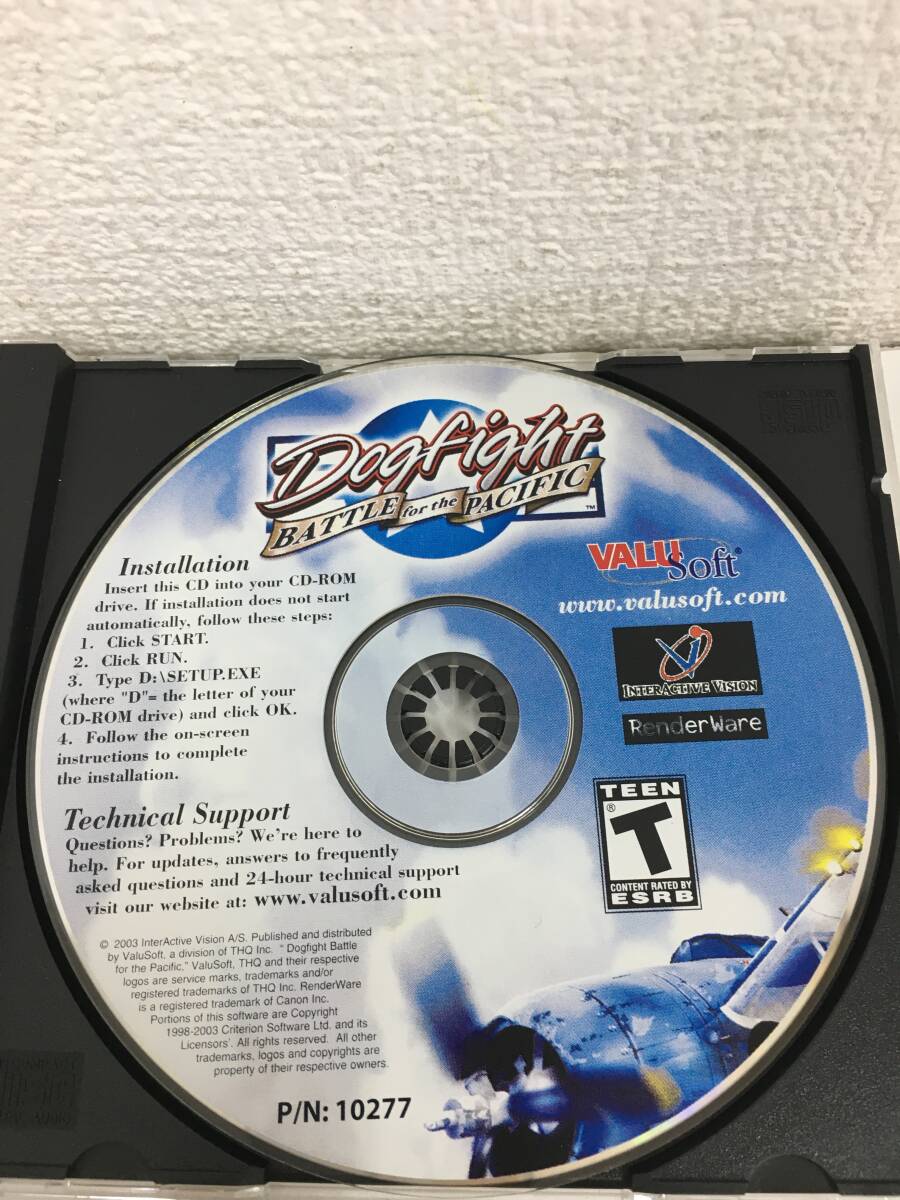 Dogfight
BATTLE for the PACIFIC
TM
Installation
Insert this CD into your CD-ROM
drive. If installation does not start
automatically, follow these steps:
1. Click START.
2. Click RUN.
3. Type D:\SETUP.EXE
(where "D"= the letter of your
CD-ROM drive) and click OK.
4. Follow the on-screen
instructions to complete
the installation.
Technical Support
Questions? Problems? We're here to
help. For updates, answers to frequently
asked questions and 24-hour technical support
visit our website at: www.valusoft.com
© 2003 InterActive Vision A/S. Published and distributed
by ValuSoft, a division of THQ Inc. " Dogfight Battle
for the Pacific," ValuSoft, THQ and their respective
logos are service marks, trademarks and/or
registered trademarks of THQ Inc. RenderWare
is a registered trademark of Canon Inc.
Portions of this software are Copyright
1998-2003 Criterion Software Ltd. and its
Licensors'. All rights reserved. All other
trademarks, logos and copyrights are
property of their respective owners.
P/N: 10277
VALUSoft®
www.valusoft.com
INTERACTIVE VISION
RenderWare
TEEN
®
T
CONTENT RATED BY
ESRB